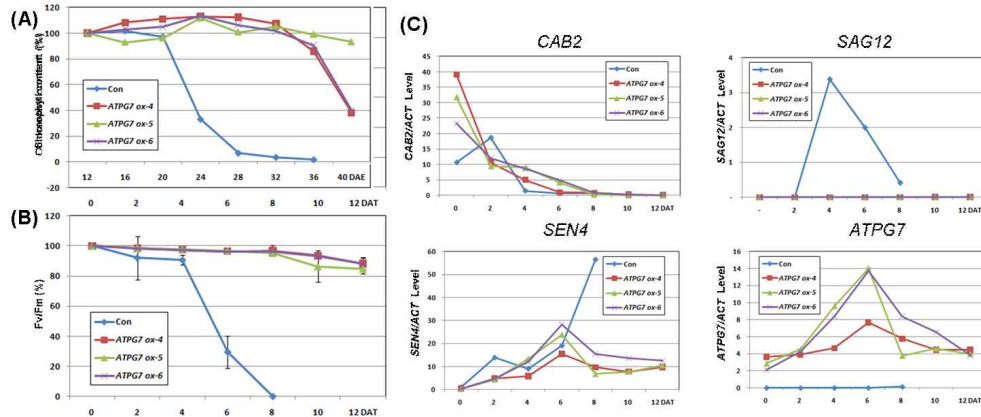 (A)
120
100
80
60
40
20
0
-20
12 16 20 24 28 32 36 40 DAE
0 2 4 6 8 10 12 DAT
Con
ATPG7 ox-4
ATPG7 ox-5
ATPG7 ox-6
(B)
Fv/Fm (%)
120
100
80
60
40
20
0
0 2 4 6 8 10 12 DAT
Con
ATPG7 ox-4
ATPG7 ox-5
ATPG7 ox-6
(C)
CAB2
CAB2/ACT Level
45
40
35
30
25
20
15
10
5
0
0 2 4 6 8 10 12 DAT
Con
ATPG7 ox-4
ATPG7 ox-5
ATPG7 ox-6
SAG12
SAG12/ACT Level
4
3
2
1
-
- 2 4 6 8 10 12 DAT
Con
ATPG7 ox-4
ATPG7 ox-5
ATPG7 ox-6
SEN4
SEN4/ACT Level
60
50
40
30
20
10
0
0 2 4 6 8 10 12 DAT
Con
ATPG7 ox-4
ATPG7 ox-5
ATPG7 ox-6
ATPG7
ATPG7/ACT Level
16
14
12
10
8
6
4
2
0
0 2 4 6 8 10 12 DAT
Con
ATPG7 ox-4
ATPG7 ox-5
ATPG7 ox-6